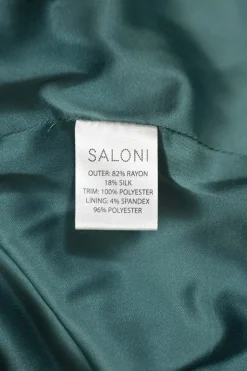 SALONI
OUTER: 82% RAYON
18% SILK
TRIM: 100% POLYESTER
LINING: 4% SPANDEX
96% POLYESTER